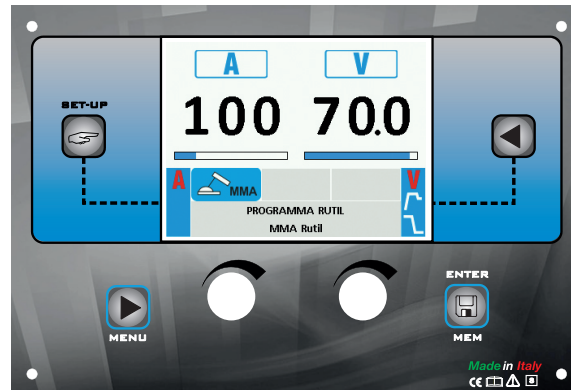 A V
SET-UP
100 70.0
A MMA V
PROGRAMMA RUTIL
MMA Rutil
ENTER
MENU
MEM
Made in Italy
CE